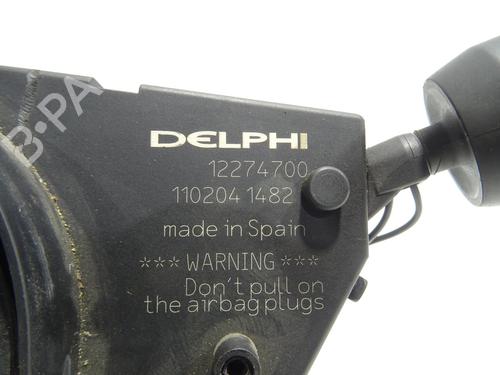 DELPHI
12274700
110204 1482
made in Spain
*** WARNING ***
Don't pull on
the airbag plugs
B-PA